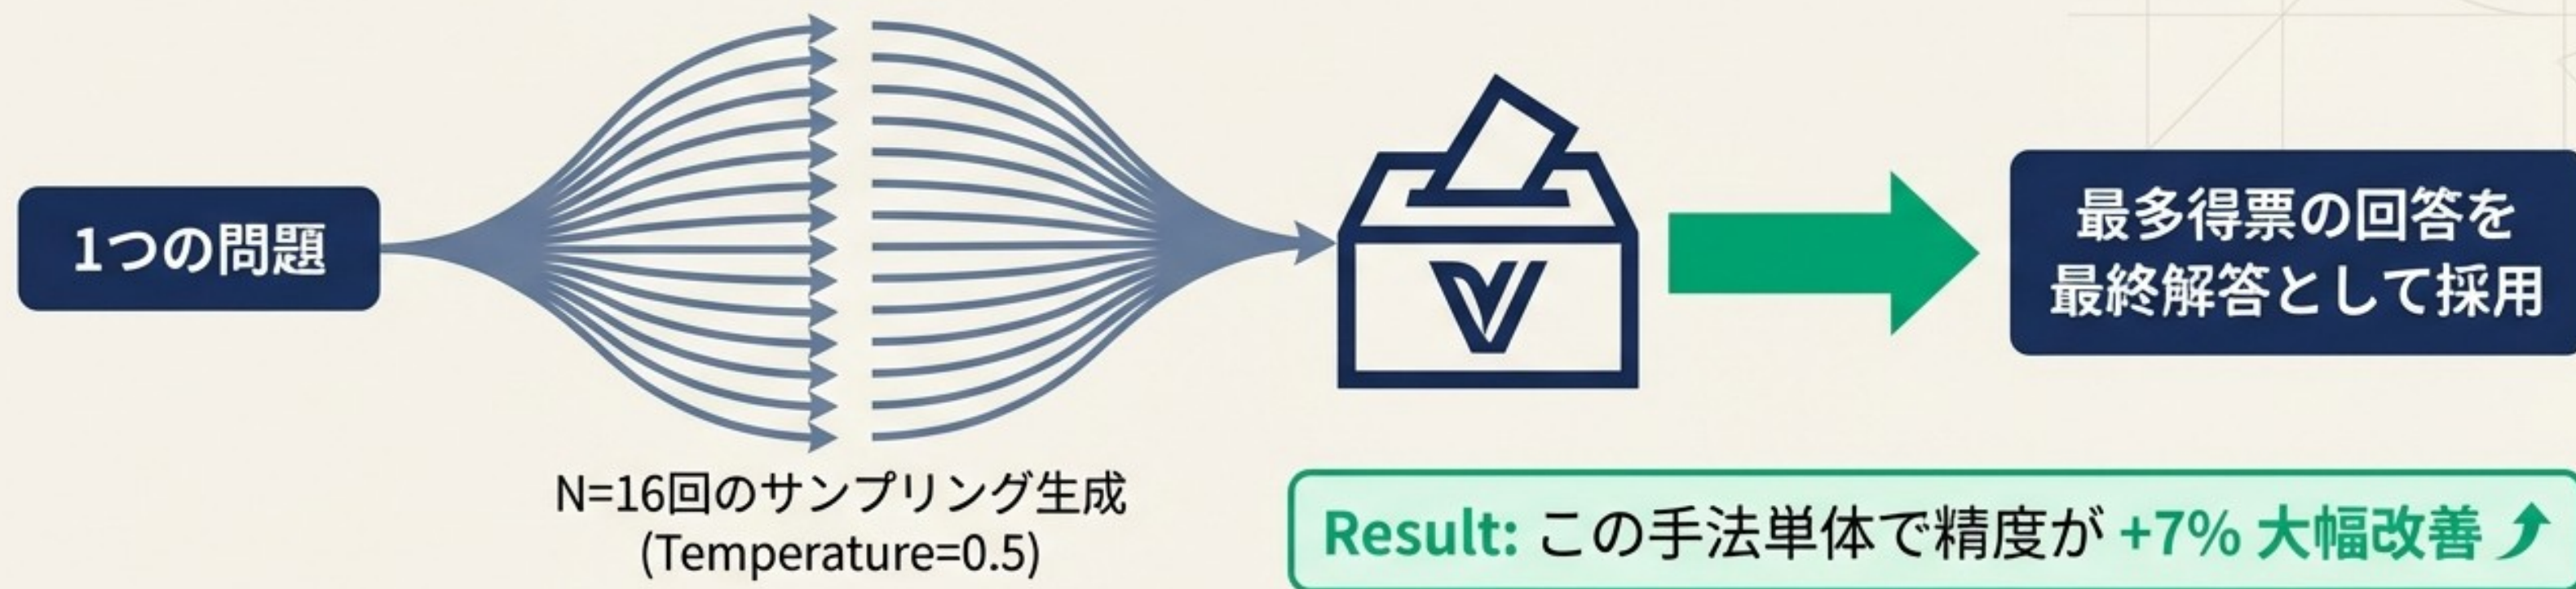 1つの問題
N=16回のサンプリング生成
(Temperature=0.5)
最多得票の回答を
最終解答として採用
Result: この手法単体で精度が +7% 大幅改善